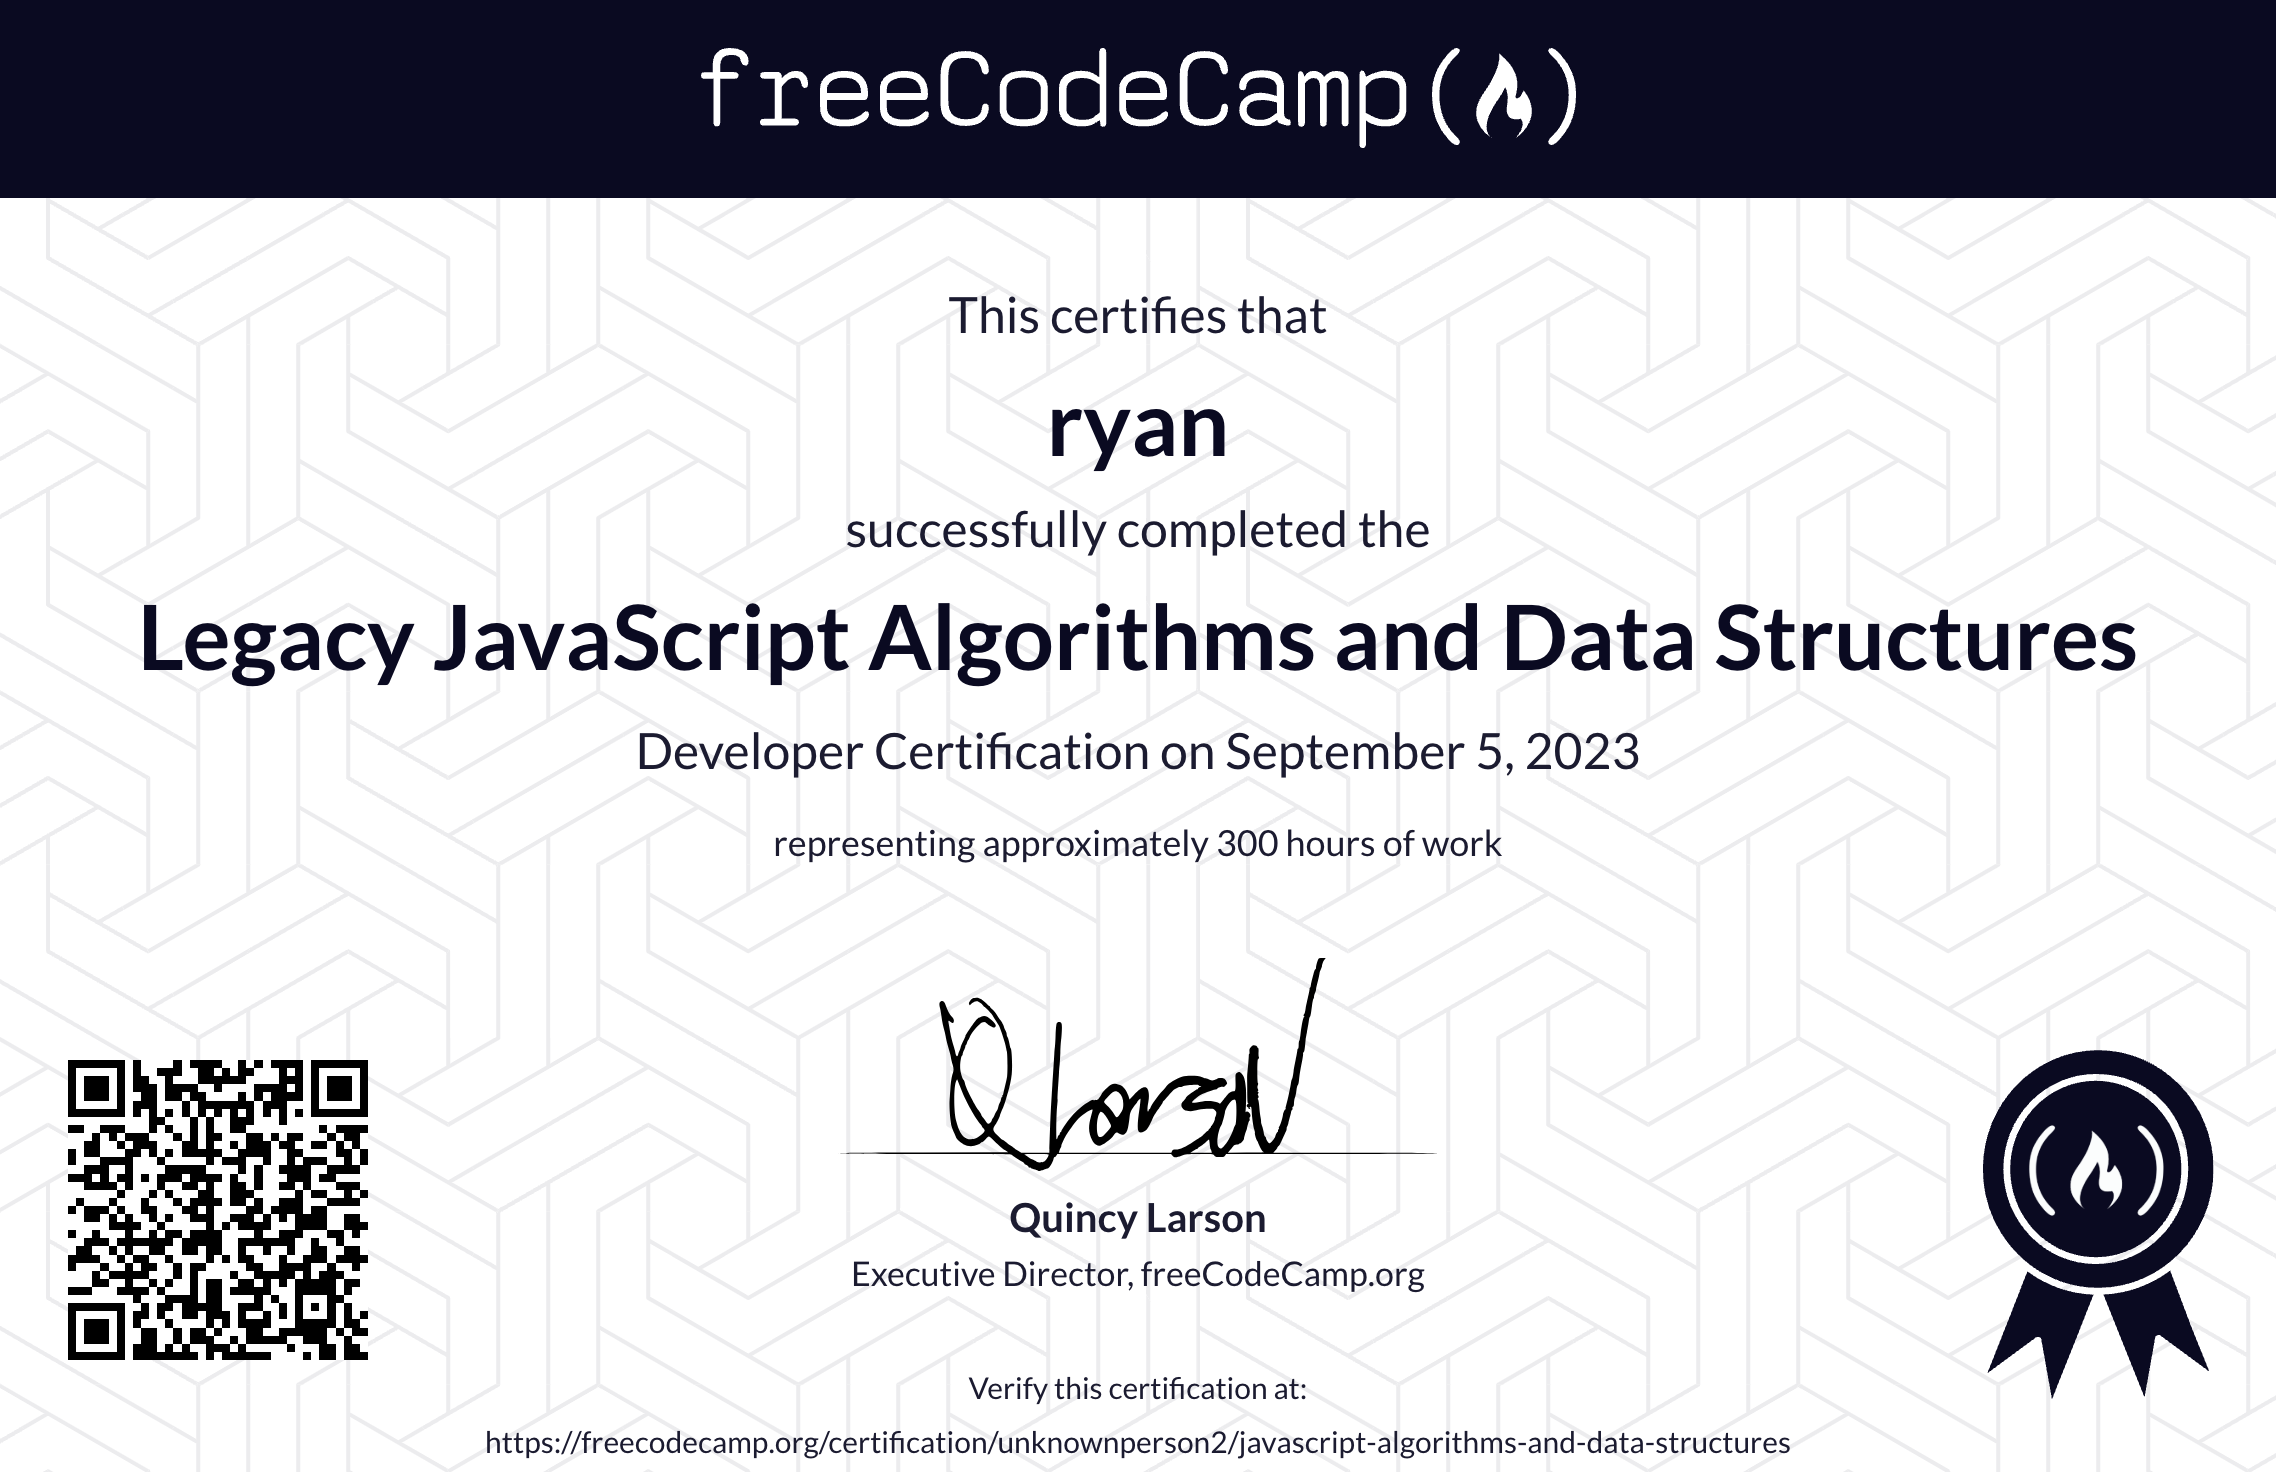 freeCodeCamp
This certifies that
ryan
successfully completed the
Legacy JavaScript Algorithms and Data Structures
Developer Certification on September 5, 2023
representing approximately 300 hours of work
Q Larson
Quincy Larson
Executive Director, freeCodeCamp.org
Verify this certification at:
https://freecodecamp.org/certification/unknownperson2/javascript-algorithms-and-data-structures